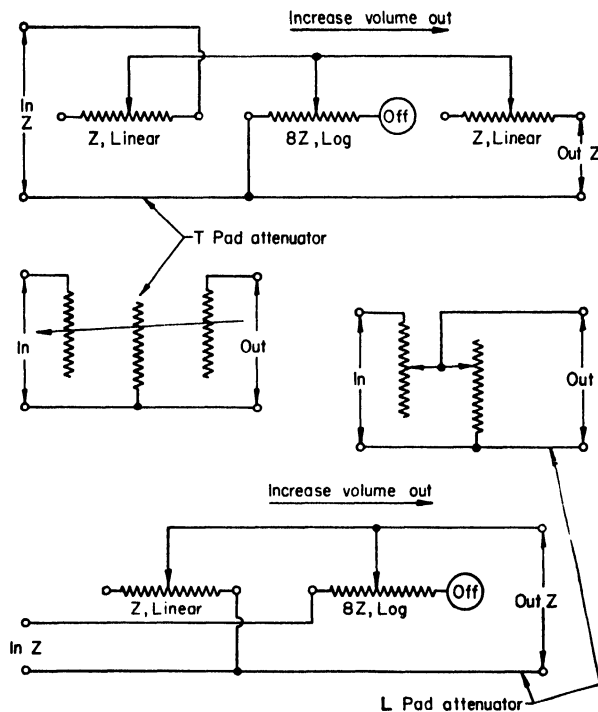 Increase volume out
In Z
Z, Linear
8Z, Log
Off
Z, Linear
Out Z
T Pad attenuator
In
Out
In
Out
Increase volume out
Z, Linear
8Z, Log
Off
Out Z
In Z
L Pad attenuator